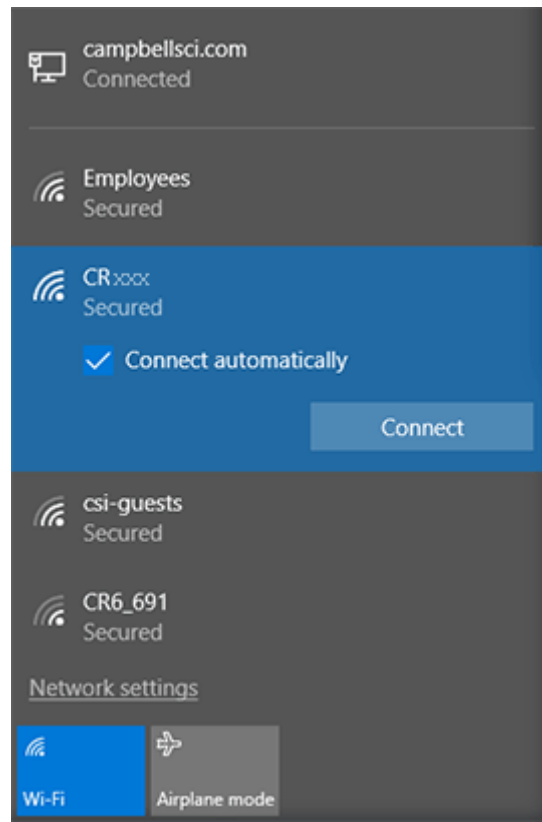 campbellsci.com
Connected
Employees
Secured
CRxxx
Secured
Connect automatically
Connect
csi-guests
Secured
CR6_691
Secured
Network settings
Wi-Fi
Airplane mode